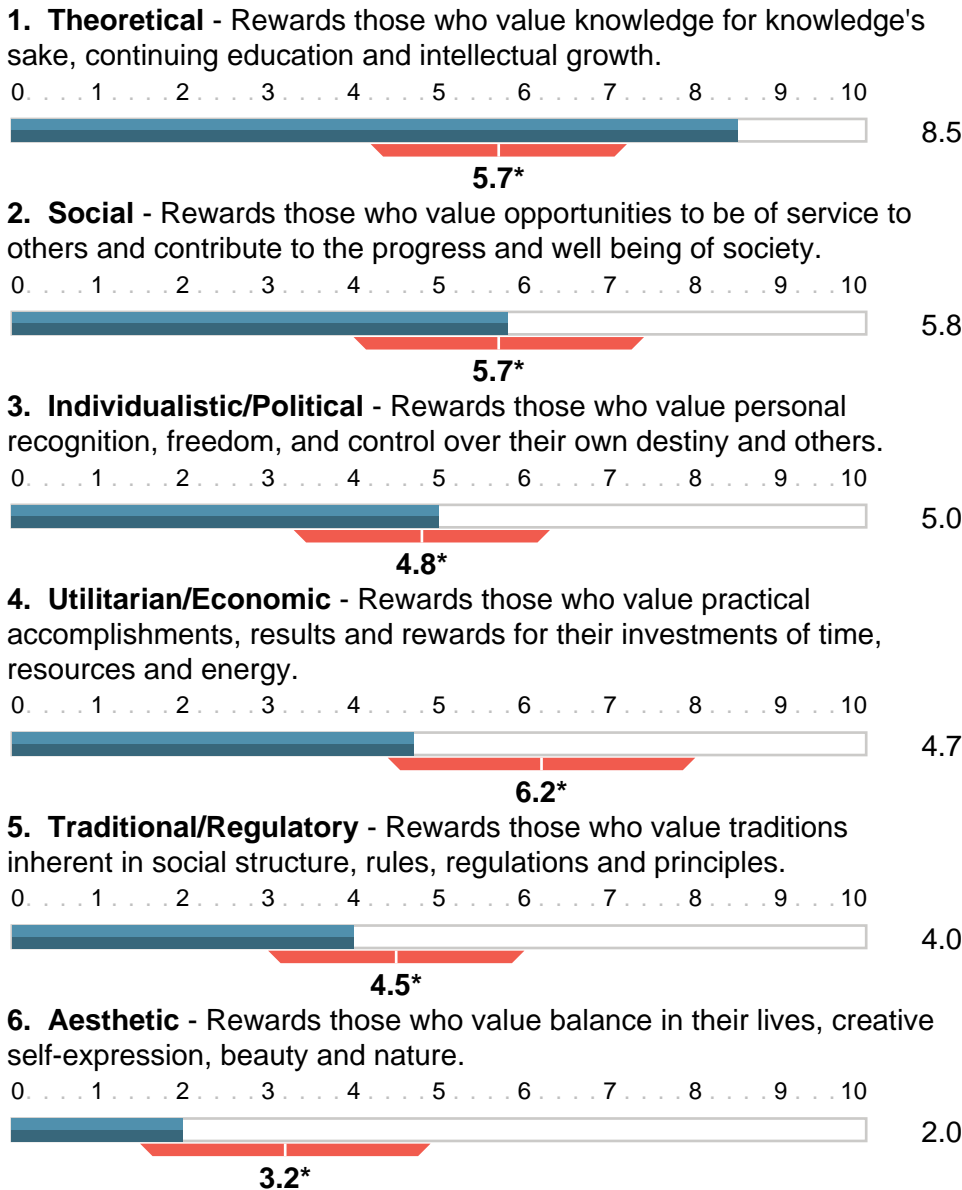 1. Theoretical - Rewards those who value knowledge for knowledge's
sake, continuing education and intellectual growth.
0. . . . 1 . . . . 2 . . . . 3 . . . . 4 . . . . 5 . . . . 6 . . . . 7 . . . . 8 . . . . 9 . . . 10
8.5
5.7*
2. Social - Rewards those who value opportunities to be of service to
others and contribute to the progress and well being of society.
0. . . . 1 . . . . 2 . . . . 3 . . . . 4 . . . . 5 . . . . 6 . . . . 7 . . . . 8 . . . . 9 . . . 10
5.8
5.7*
3. Individualistic/Political - Rewards those who value personal
recognition, freedom, and control over their own destiny and others.
0. . . . 1 . . . . 2 . . . . 3 . . . . 4 . . . . 5 . . . . 6 . . . . 7 . . . . 8 . . . . 9 . . . 10
5.0
4.8*
4. Utilitarian/Economic - Rewards those who value practical
accomplishments, results and rewards for their investments of time,
resources and energy.
0. . . . 1 . . . . 2 . . . . 3 . . . . 4 . . . . 5 . . . . 6 . . . . 7 . . . . 8 . . . . 9 . . . 10
4.7
6.2*
5. Traditional/Regulatory - Rewards those who value traditions
inherent in social structure, rules, regulations and principles.
0. . . . 1 . . . . 2 . . . . 3 . . . . 4 . . . . 5 . . . . 6 . . . . 7 . . . . 8 . . . . 9 . . . 10
4.0
4.5*
6. Aesthetic - Rewards those who value balance in their lives, creative
self-expression, beauty and nature.
0. . . . 1 . . . . 2 . . . . 3 . . . . 4 . . . . 5 . . . . 6 . . . . 7 . . . . 8 . . . . 9 . . . 10
2.0
3.2*